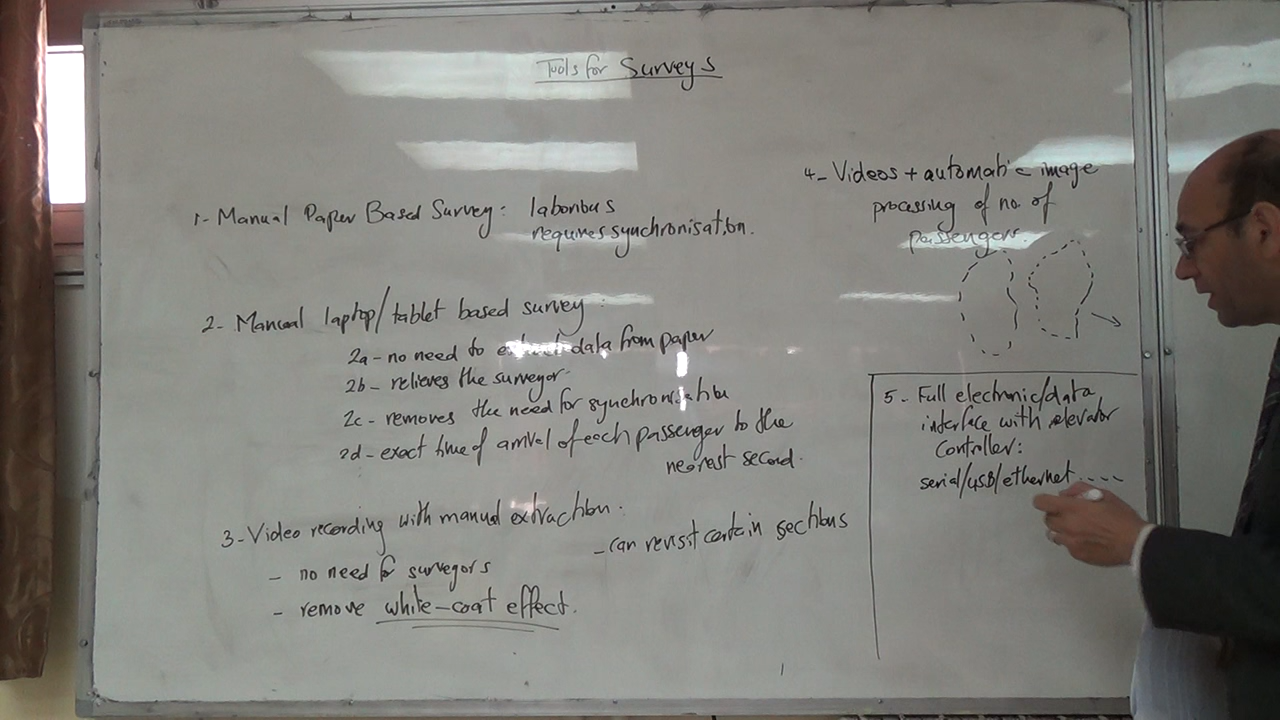 Tools for Surveys
1- Manual Paper Based Survey: laborious
requires synchronisation.
2- Manual laptop/tablet based survey:
2a- no need to extract data from paper
2b- relieves the surveyor.
2c- removes the need for synchronisation
2d- exact time of arrival of each passenger to the
nearest second.
3- Video recording with manual extraction.
- no need for surveyors
- remove white-coat effect.
- can revisit certain sections
4- Videos + automatic image
processing of no. of
passengers.
5- Full electronic/data
interface with elevator
Controller:
serial/USB/ethernet....